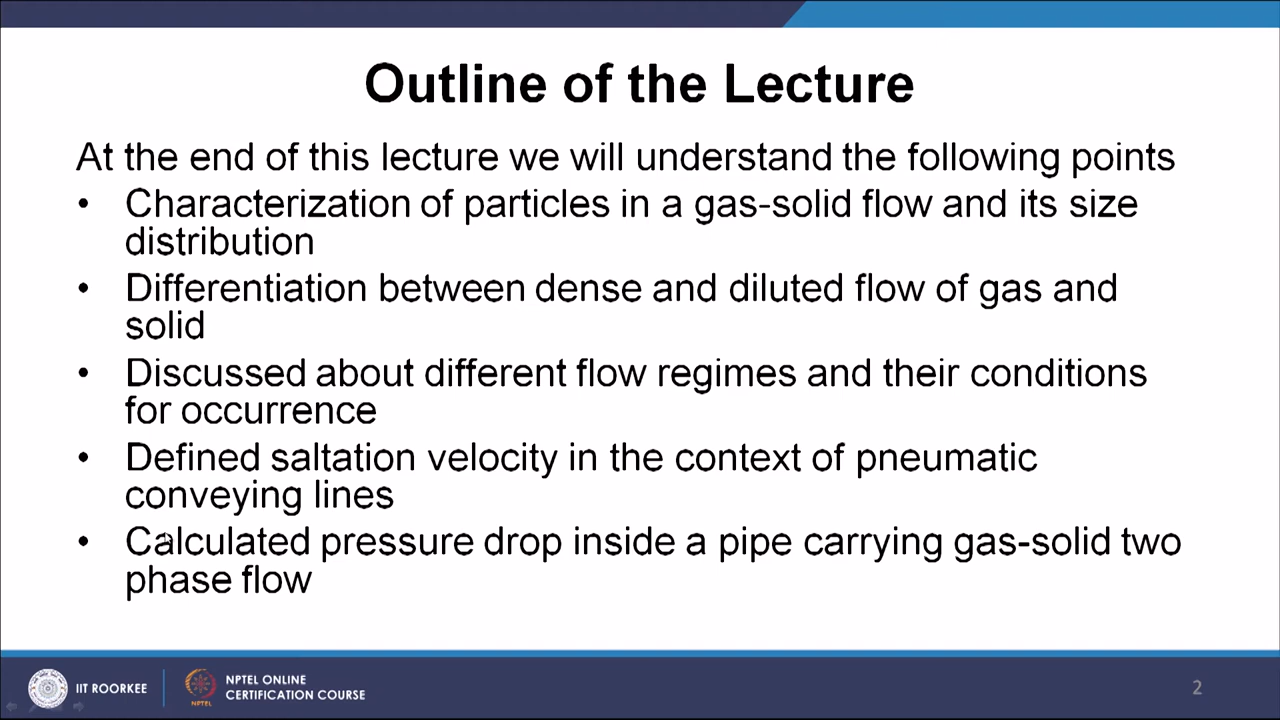 Outline of the Lecture
At the end of this lecture we will understand the following points
• Characterization of particles in a gas-solid flow and its size
distribution
• Differentiation between dense and diluted flow of gas and
solid
• Discussed about different flow regimes and their conditions
for occurrence
• Defined saltation velocity in the context of pneumatic
conveying lines
• Calculated pressure drop inside a pipe carrying gas-solid two
phase flow
IIT ROORKEE
NPTEL
NPTEL ONLINE
CERTIFICATION COURSE
2